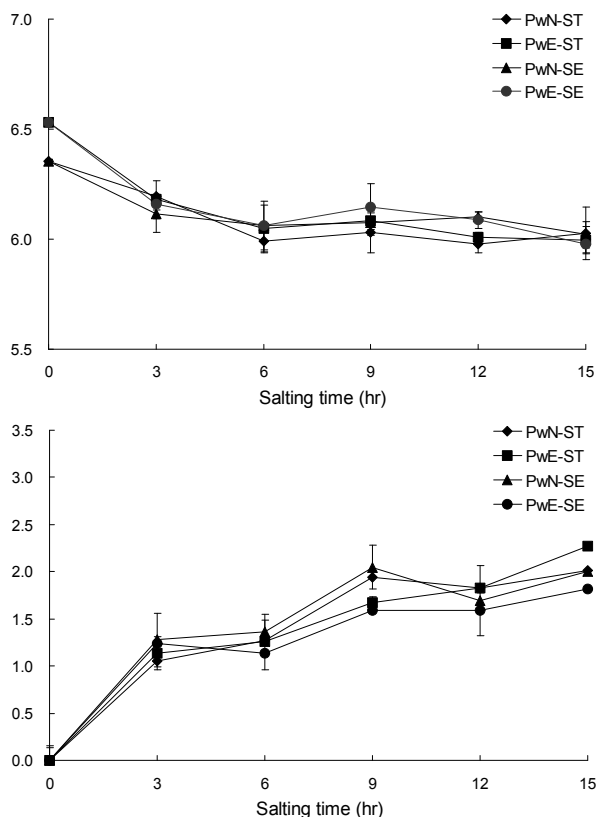 7.0
6.5
6.0
5.5
PwN-ST
PwE-ST
PwN-SE
PwE-SE
0 3 6 9 12 15
Salting time (hr)
3.5
3.0
2.5
2.0
1.5
1.0
0.5
0.0
PwN-ST
PwE-ST
PwN-SE
PwE-SE
0 3 6 9 12 15
Salting time (hr)